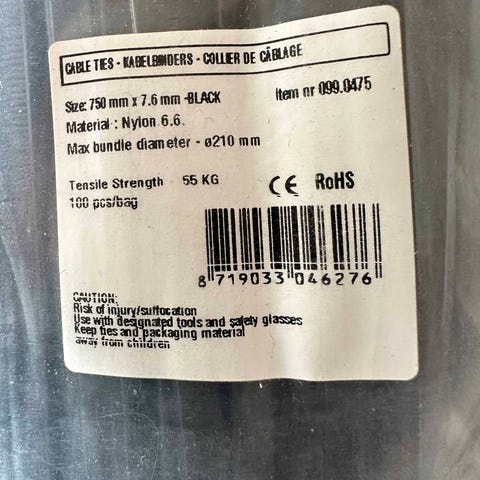 CABLE TIES - KABELBINDERS - COLLIER DE CÂBLAGE
Size: 750 mm x 7.6 mm -BLACK
Item nr 099.0475
Material : Nylon 6.6.
Max bundle diameter - ø210 mm
Tensile Strength 55 KG
CE RoHS
100 pcs/bag
8 719033 046276
CAUTION:
Risk of injury/suffocation
Use with designated tools and safety glasses
Keep ties and packaging material
away from children